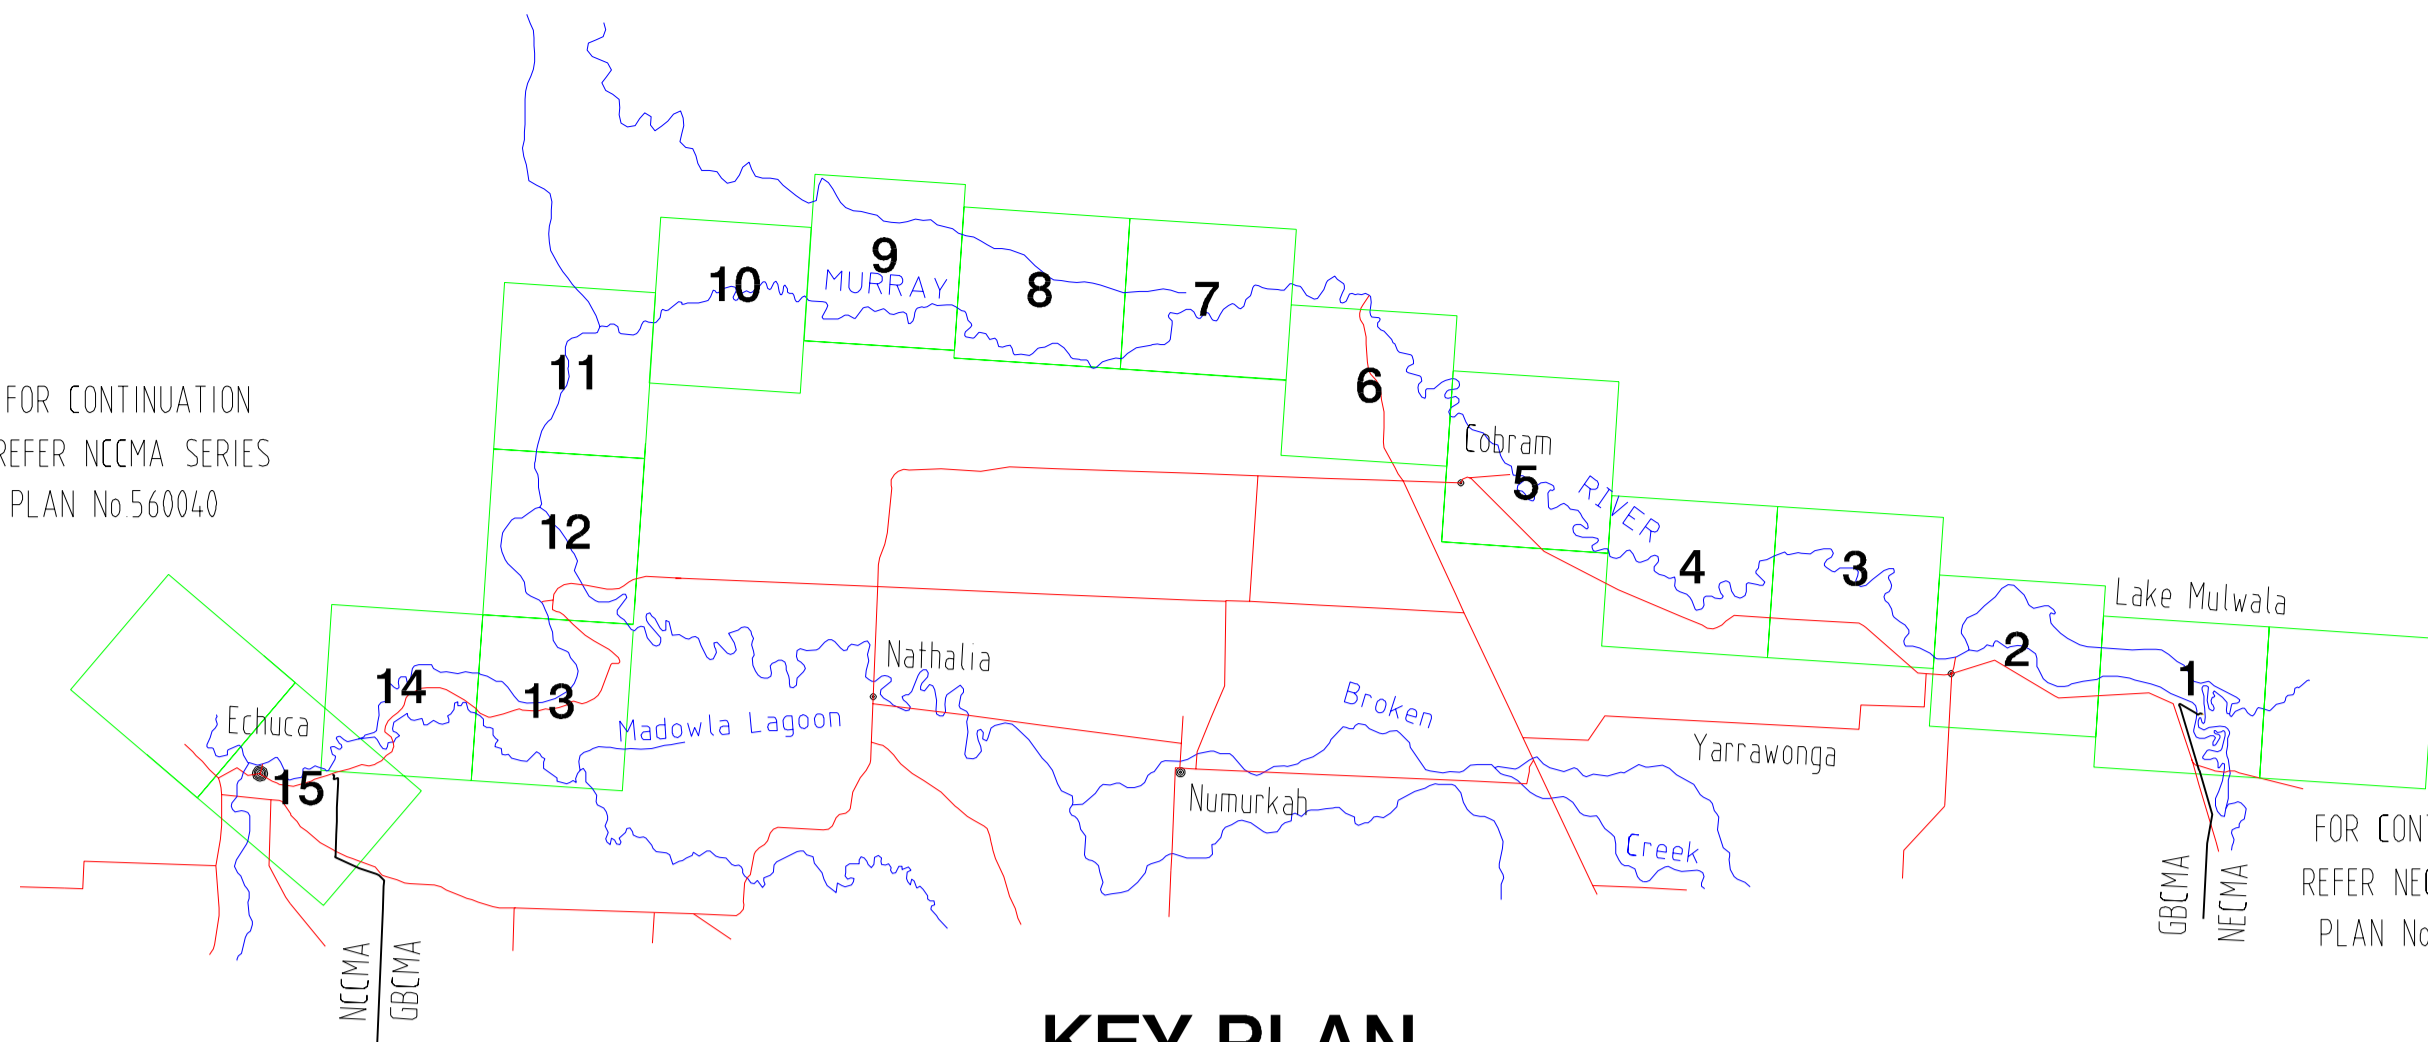 9
10
8
7
MURRAY
11
6
FOR CONTINUATION
REFER NCCMA SERIES
PLAN No.560040
Cobram
5
RIVER
12
4
3
Lake Mulwala
2
1
Nathalia
14
13
Echuca
Madowla Lagoon
Broken
Yarrawonga
15
Numurkah
Creek
FOR CONT
REFER NEC
PLAN No
GBCMA
NECMA
NCCMA
GBCMA
KEY PLAN